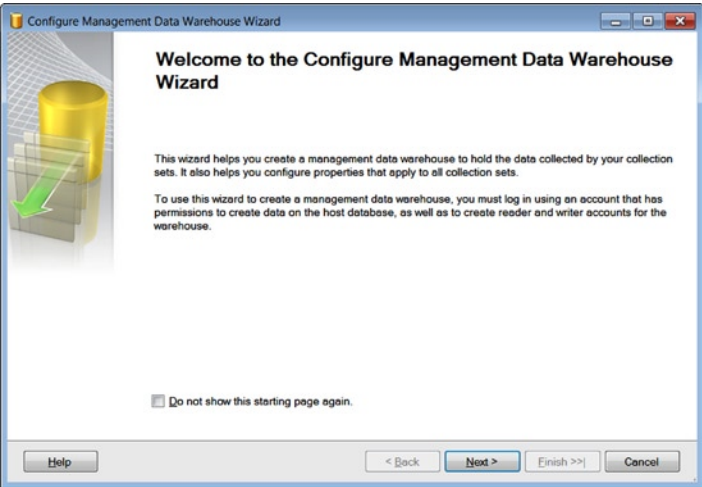 Configure Management Data Warehouse Wizard
Welcome to the Configure Management Data Warehouse
Wizard
This wizard helps you create a management data warehouse to hold the data collected by your collection
sets. It also helps you configure properties that apply to all collection sets.
To use this wizard to create a management data warehouse, you must log in using an account that has
permissions to create data on the host database, as well as to create reader and writer accounts for the
warehouse.
Do not show this starting page again.
Help
< Back
Next >
Finish >>|
Cancel